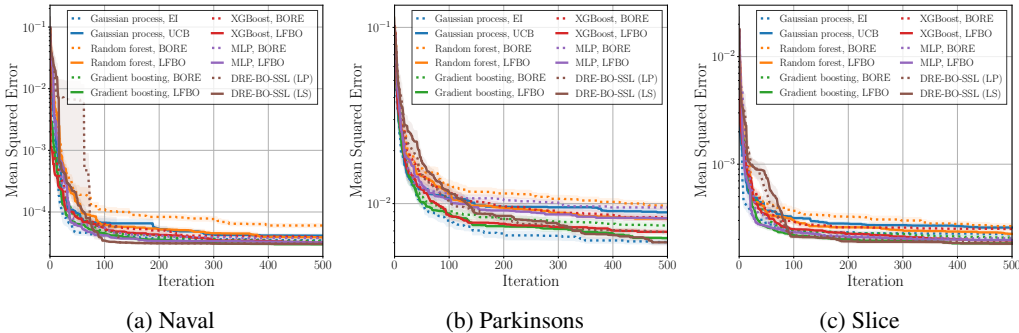 Mean Squared Error
10⁻¹
10⁻²
10⁻³
10⁻⁴
Gaussian process, EI
Gaussian process, UCB
Random forest, BORE
Random forest, LFBO
Gradient boosting, BORE
Gradient boosting, LFBO
XGBoost, BORE
XGBoost, LFBO
MLP, BORE
MLP, LFBO
DRE-BO-SSL (LP)
DRE-BO-SSL (LS)
0 100 200 300 400 500
Iteration
(a) Naval
Mean Squared Error
10⁻¹
10⁻²
Gaussian process, EI
Gaussian process, UCB
Random forest, BORE
Random forest, LFBO
Gradient boosting, BORE
Gradient boosting, LFBO
XGBoost, BORE
XGBoost, LFBO
MLP, BORE
MLP, LFBO
DRE-BO-SSL (LP)
DRE-BO-SSL (LS)
0 100 200 300 400 500
Iteration
(b) Parkinsons
Mean Squared Error
10⁻²
10⁻³
Gaussian process, EI
Gaussian process, UCB
Random forest, BORE
Random forest, LFBO
Gradient boosting, BORE
Gradient boosting, LFBO
XGBoost, BORE
XGBoost, LFBO
MLP, BORE
MLP, LFBO
DRE-BO-SSL (LP)
DRE-BO-SSL (LS)
0 100 200 300 400 500
Iteration
(c) Slice